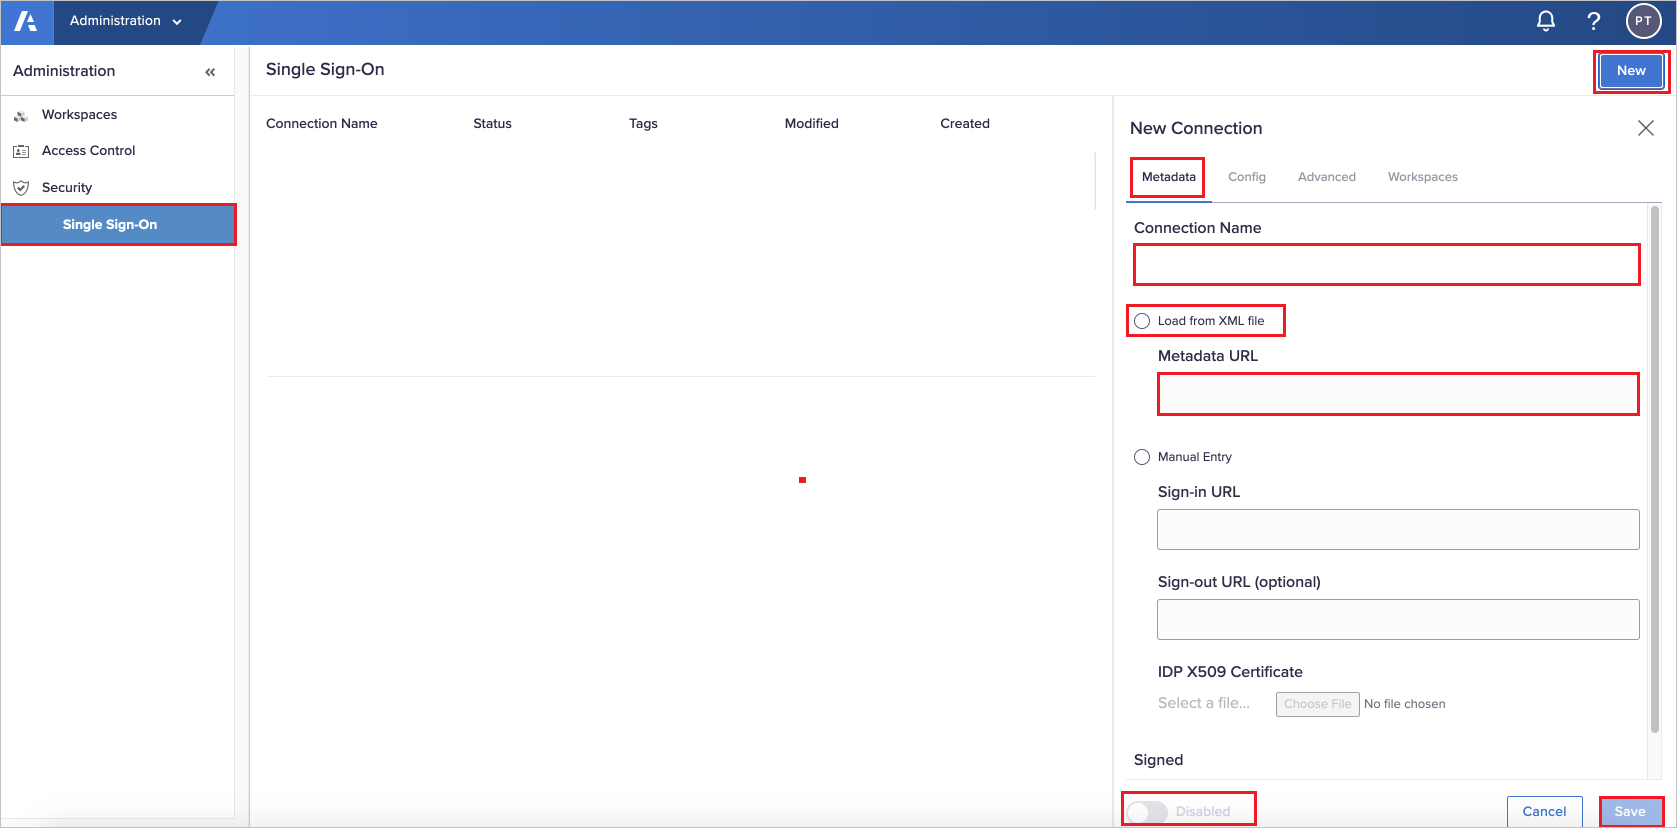 Administration
PT
Administration
«
Workspaces
Access Control
Security
Single Sign-On
Single Sign-On
New
Connection Name Status Tags Modified Created
New Connection
Metadata Config Advanced Workspaces
Connection Name
Load from XML file
Metadata URL
Manual Entry
Sign-in URL
Sign-out URL (optional)
IDP X509 Certificate
Select a file... Choose File No file chosen
Signed
Disabled Cancel Save